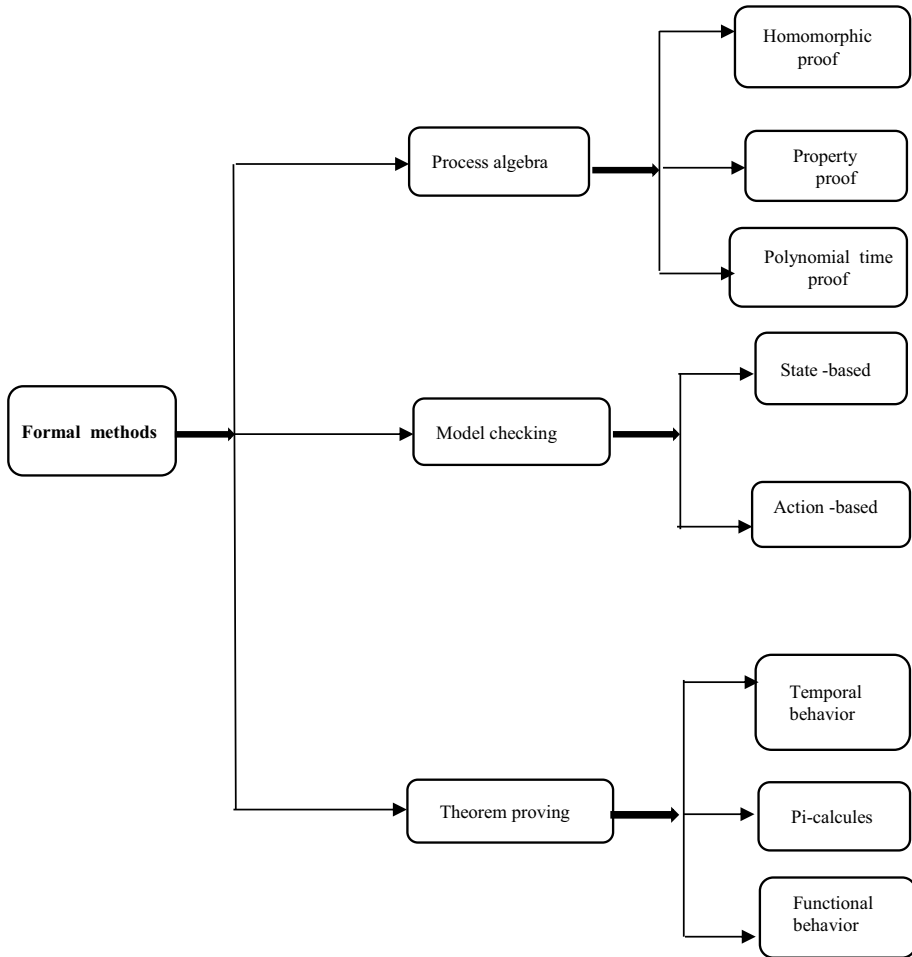 Homomorphic
proof
Process algebra
Property
proof
Polynomial time
proof
State -based
Formal methods
Model checking
Action -based
Temporal
behavior
Theorem proving
Pi-calcules
Functional
behavior